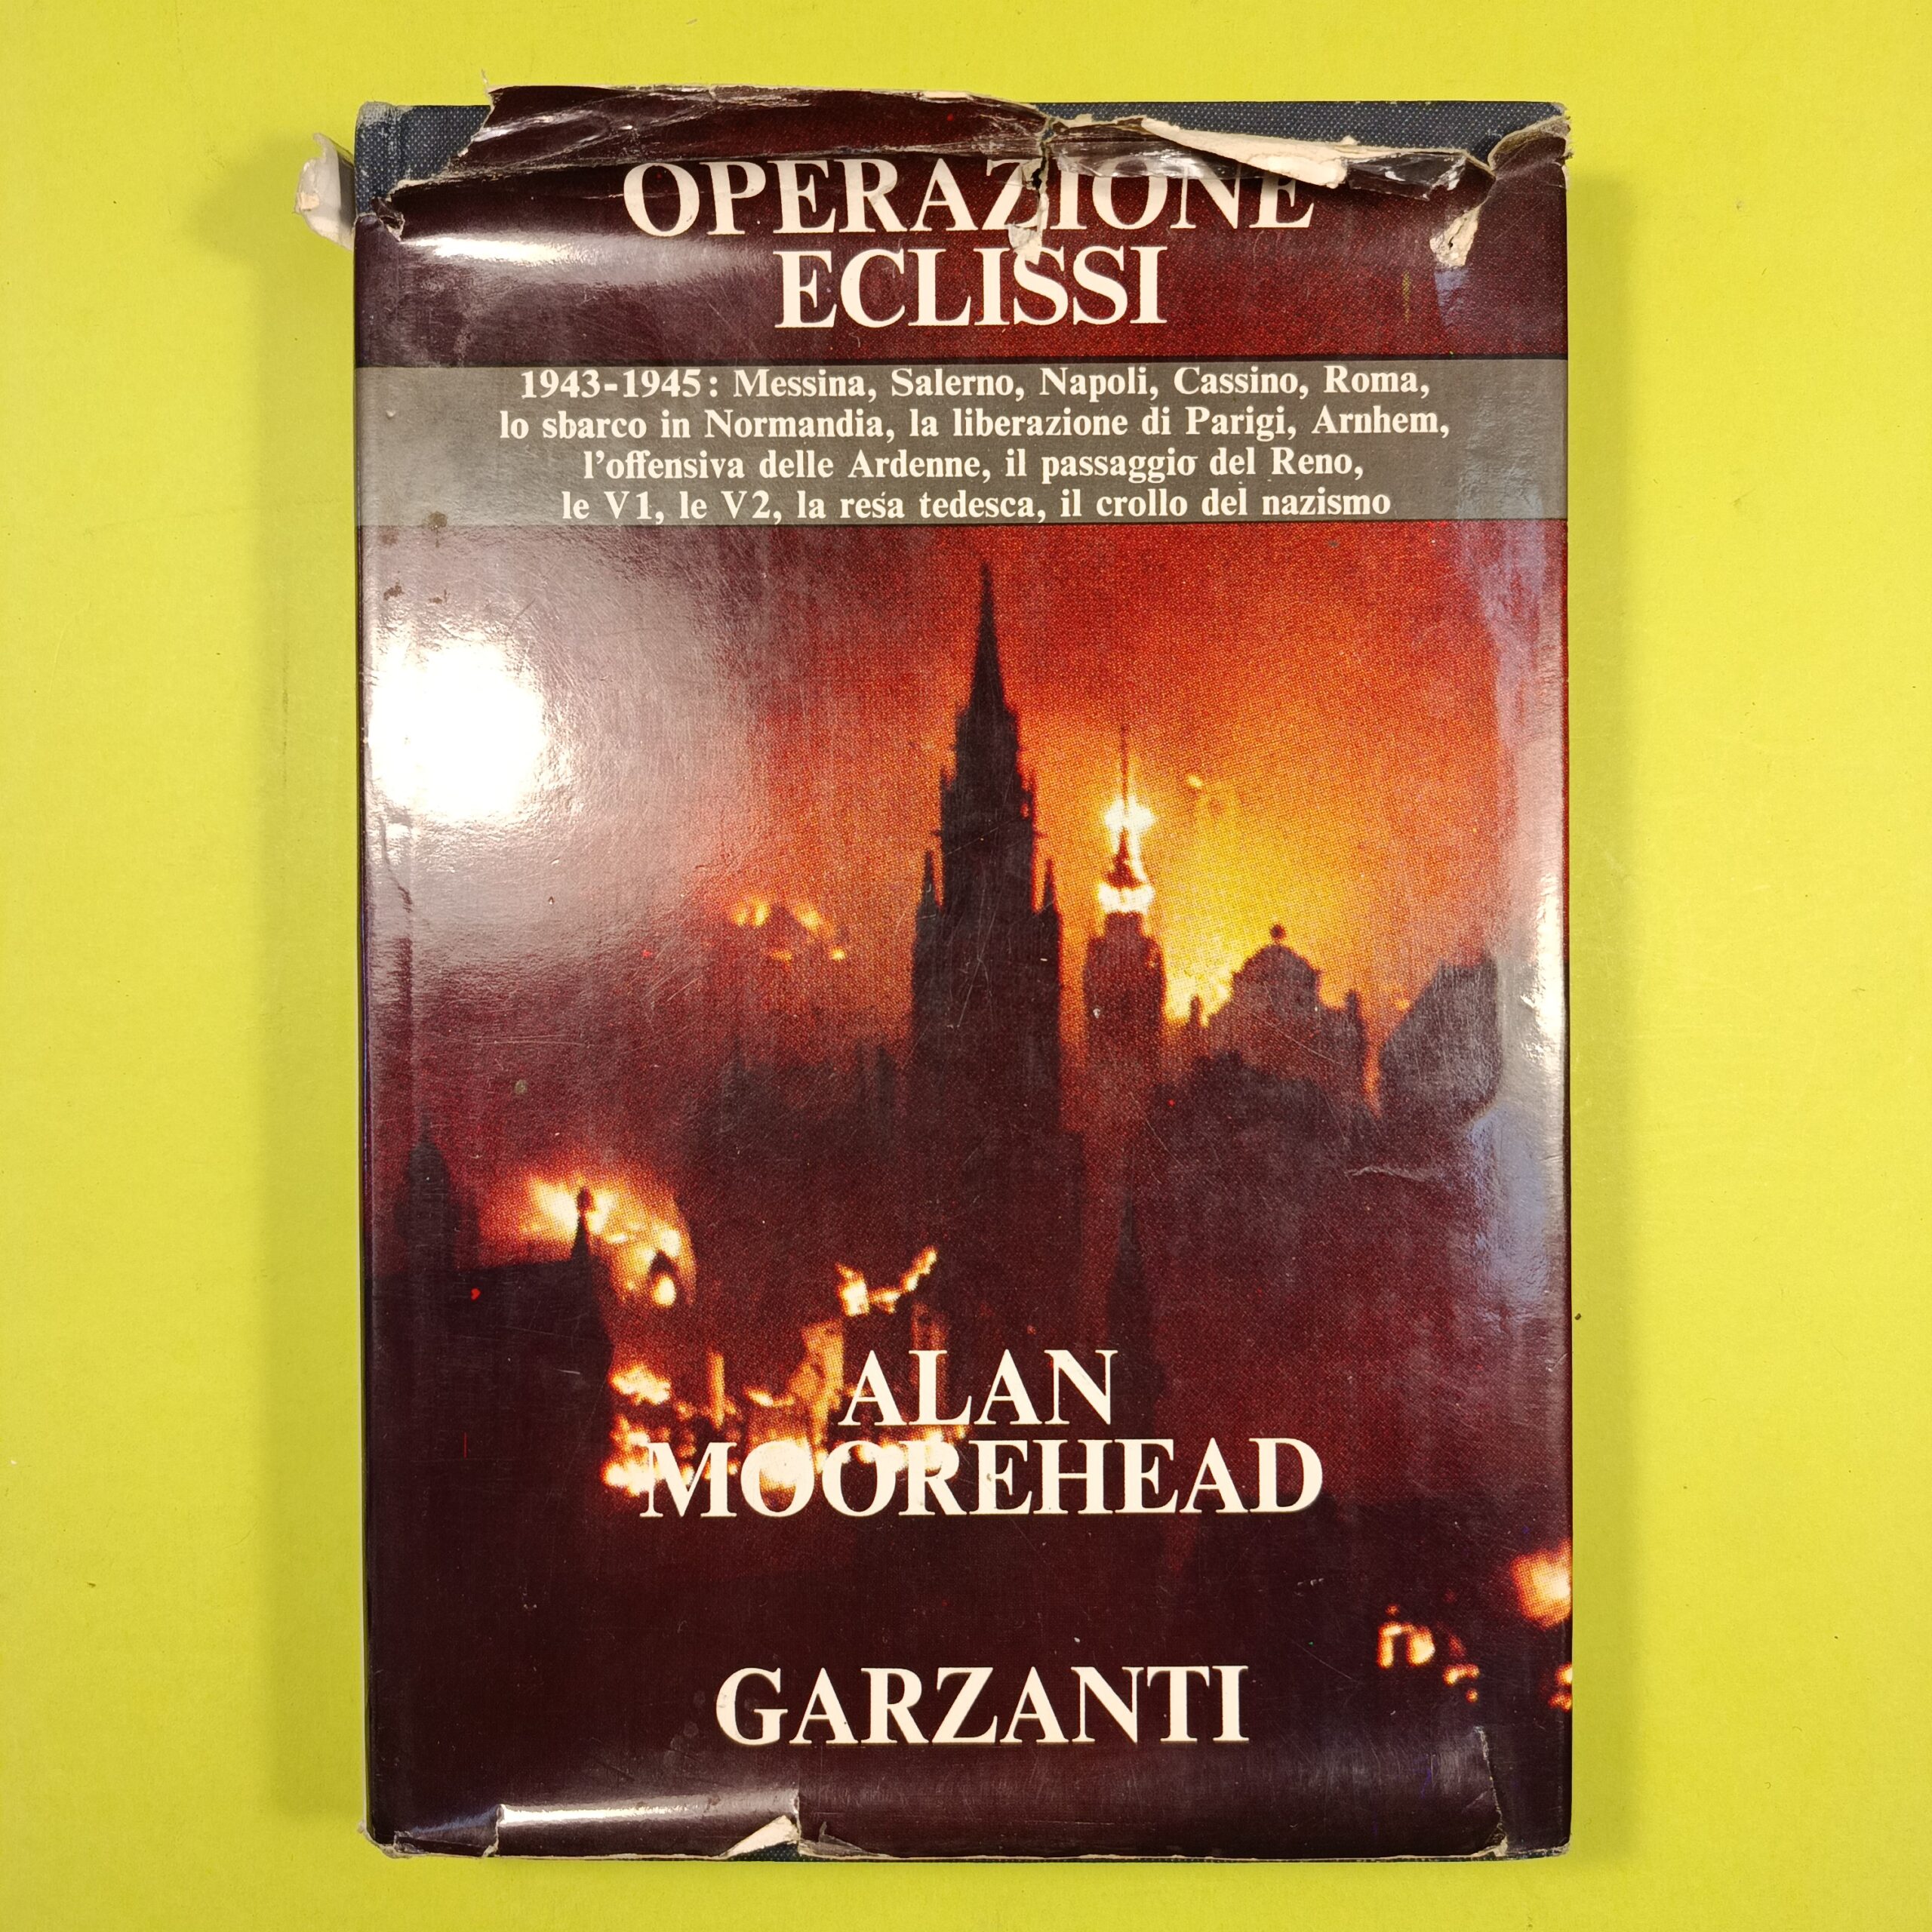 OPERAZIONE
ECLISSI
1943-1945: Messina, Salerno, Napoli, Cassino, Roma,
lo sbarco in Normandia, la liberazione di Parigi, Arnhem,
l'offensiva delle Ardenne, il passaggio del Reno,
le V1, le V2, la resa tedesca, il crollo del nazismo
ALAN
MOOREHEAD
GARZANTI